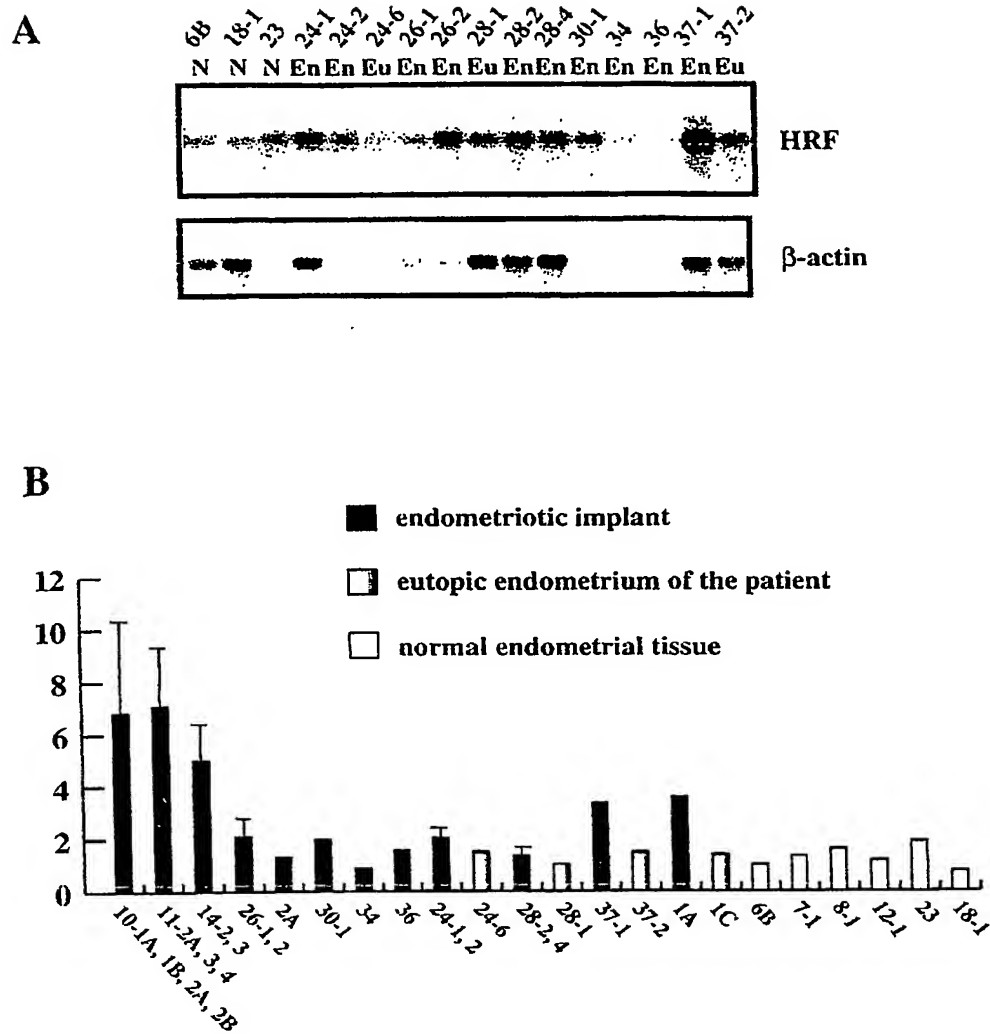 A
6B 18-1 23 24-1 24-2 24-6 26-1 26-2 28-1 28-2 28-4 30-1 34 36 37-1 37-2
N N N En En Eu En En Eu En En En En En En Eu
HRF
β-actin
B
endometriotic implant
eutopic endometrium of the patient
normal endometrial tissue
12
10
8
6
4
2
0
10-1A, 1B, 2A, 2B
11-2A, 3, 4
14-2, 3
26-1, 2
2A
30-1
34
36
24-1, 2
24-6
28-2, 4
28-1
37-1
37-2
1A
1C
6B
7-1
8-1
12-1
23
18-1